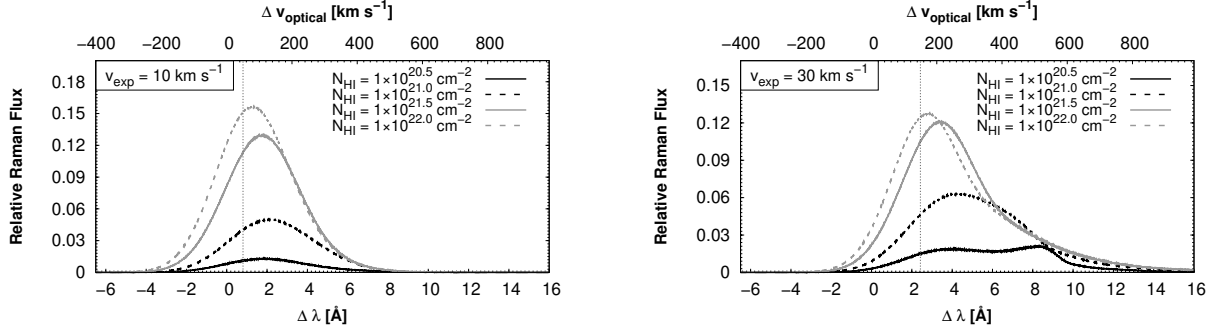 Δ v_optical [km s⁻¹]
−400 −200 0 200 400 600 800
v_exp = 10 km s⁻¹
N_HI = 1×10^20.5 cm⁻²
N_HI = 1×10^21.0 cm⁻²
N_HI = 1×10^21.5 cm⁻²
N_HI = 1×10^22.0 cm⁻²
Relative Raman Flux
0.18
0.15
0.12
0.09
0.06
0.03
0
−6 −4 −2 0 2 4 6 8 10 12 14 16
Δ λ [Å]
Δ v_optical [km s⁻¹]
−400 −200 0 200 400 600 800
v_exp = 30 km s⁻¹
N_HI = 1×10^20.5 cm⁻²
N_HI = 1×10^21.0 cm⁻²
N_HI = 1×10^21.5 cm⁻²
N_HI = 1×10^22.0 cm⁻²
Relative Raman Flux
0.15
0.12
0.09
0.06
0.03
0
−6 −4 −2 0 2 4 6 8 10 12 14 16
Δ λ [Å]